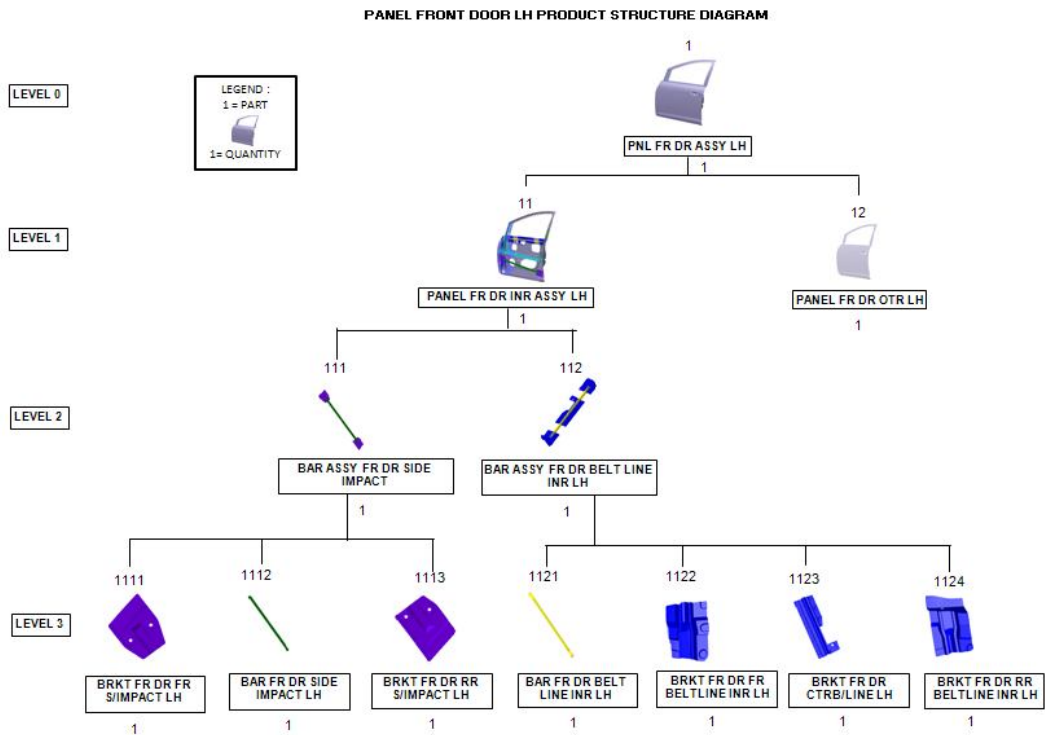 PANEL FRONT DOOR LH PRODUCT STRUCTURE DIAGRAM
1
LEVEL 0
LEGEND :
1 = PART
1= QUANTITY
PNL FR DR ASSY LH
1
11
12
LEVEL 1
PANEL FR DR INR ASSY LH
PANEL FR DR OTR LH
1
1
111
112
LEVEL 2
BAR ASSY FR DR SIDE
IMPACT
BAR ASSY FR DR BELT LINE
INR LH
1
1
1111
1112
1113
1121
1122
1123
1124
LEVEL 3
BRKT FR DR FR
S/IMPACT LH
BAR FR DR SIDE
IMPACT LH
BRKT FR DR RR
S/IMPACT LH
BAR FR DR BELT
LINE INR LH
BRKT FR DR FR
BELTLINE INR LH
BRKT FR DR
CTRB/LINE LH
BRKT FR DR RR
BELTLINE INR LH
1
1
1
1
1
1
1